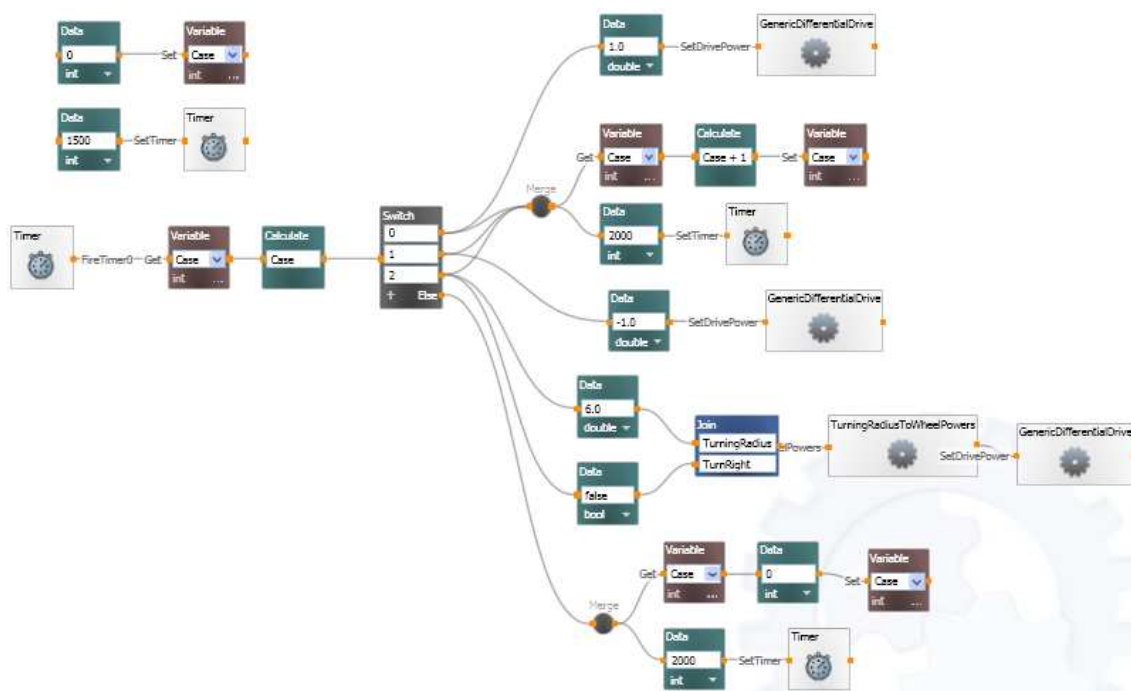 Data
0
int
Set
Variable
Case
int ...
Data
1500
int
SetTimer
Timer
Timer
FireTimer0
Get
Variable
Case
int ...
Calculate
Case
Switch
0
1
2
+ Else
Data
1.0
double
SetDrivePower
GenericDifferentialDrive
Merge
Get
Variable
Case
int ...
Calculate
Case + 1
Set
Variable
Case
int ...
Data
2000
int
SetTimer
Timer
Data
-1.0
double
SetDrivePower
GenericDifferentialDrive
Data
6.0
double
Data
false
bool
Join
TurningRadius
TurnRight
TurningRadiusToWheelPowers
SetDrivePower
GenericDifferentialDrive
Merge
Get
Variable
Case
int ...
Data
0
int
Set
Variable
Case
int ...
Data
2000
int
SetTimer
Timer